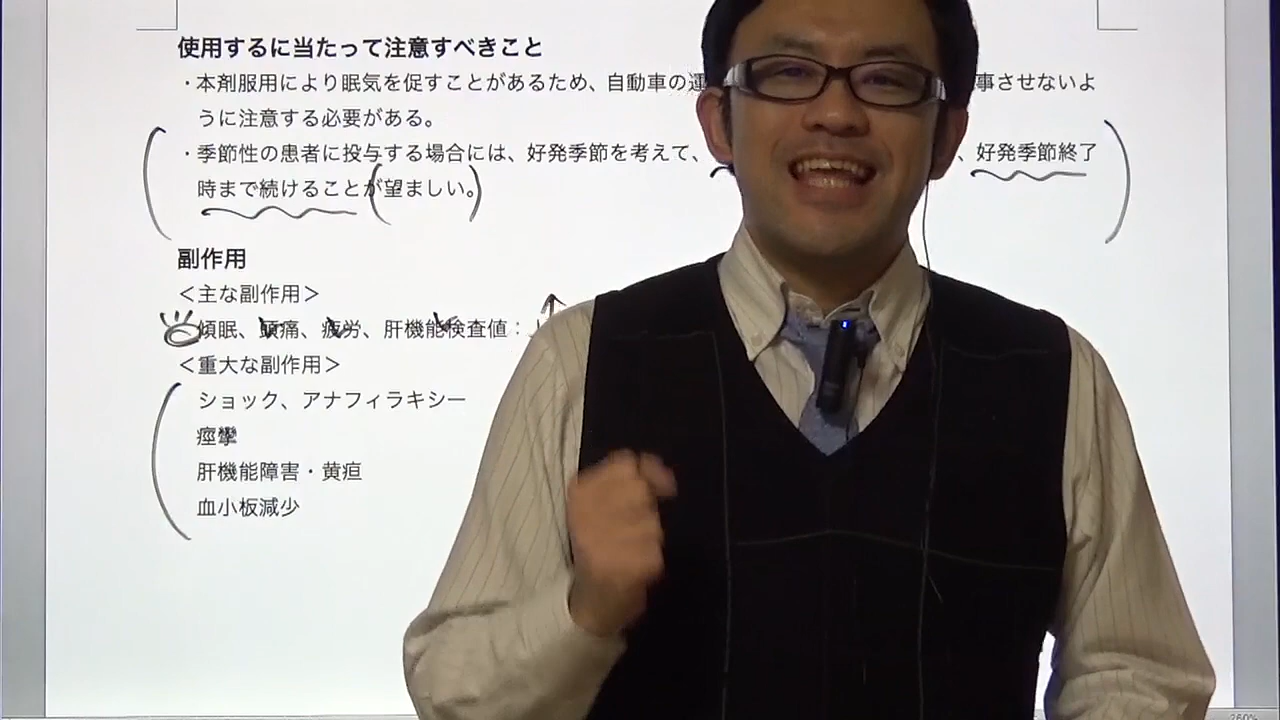 使用するに当たって注意すべきこと
・本剤服用により眠気を促すことがあるため、自動車の運 事させないよ
うに注意する必要がある。
・季節性の患者に投与する場合には、好発季節を考えて、 、好発季節終了
時まで続けることが望ましい。
副作用
＜主な副作用＞
傾眠、頭痛、疲労、肝機能検査値：
＜重大な副作用＞
ショック、アナフィラキシー
痙攣
肝機能障害・黄疸
血小板減少